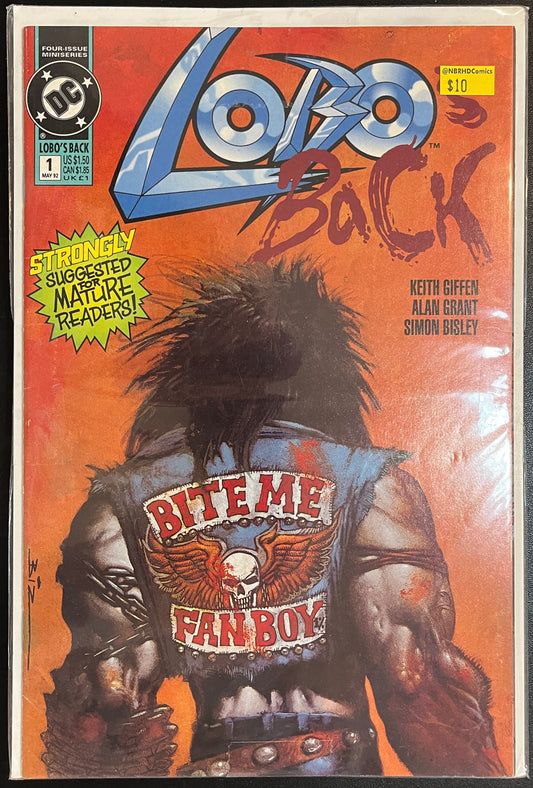 FOUR-ISSUE
MINISERIES
DC
®
LOBO'S BACK
1
MAY 92
US $1.50
CAN $1.85
UK £1
@NBRHDComics
$10
LOBO'S
™
BACK
STRONGLY
SUGGESTED
FOR
MATURE
READERS!
KEITH GIFFEN
ALAN GRANT
SIMON BISLEY
BITE ME
FAN BOY